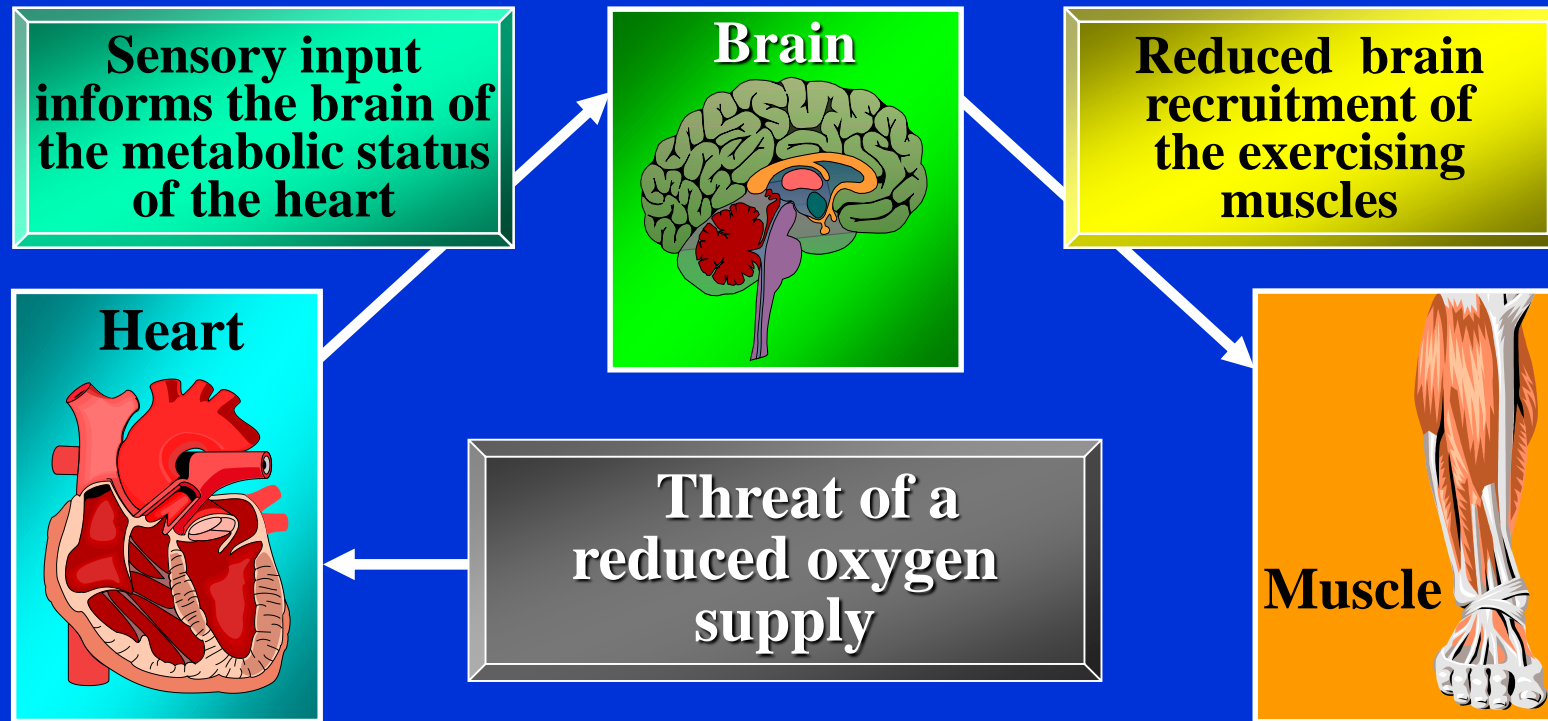 Sensory input
informs the brain of
the metabolic status
of the heart
Brain
Reduced  brain
recruitment of
the exercising
muscles
Heart
Threat of a
reduced oxygen
supply
Muscle